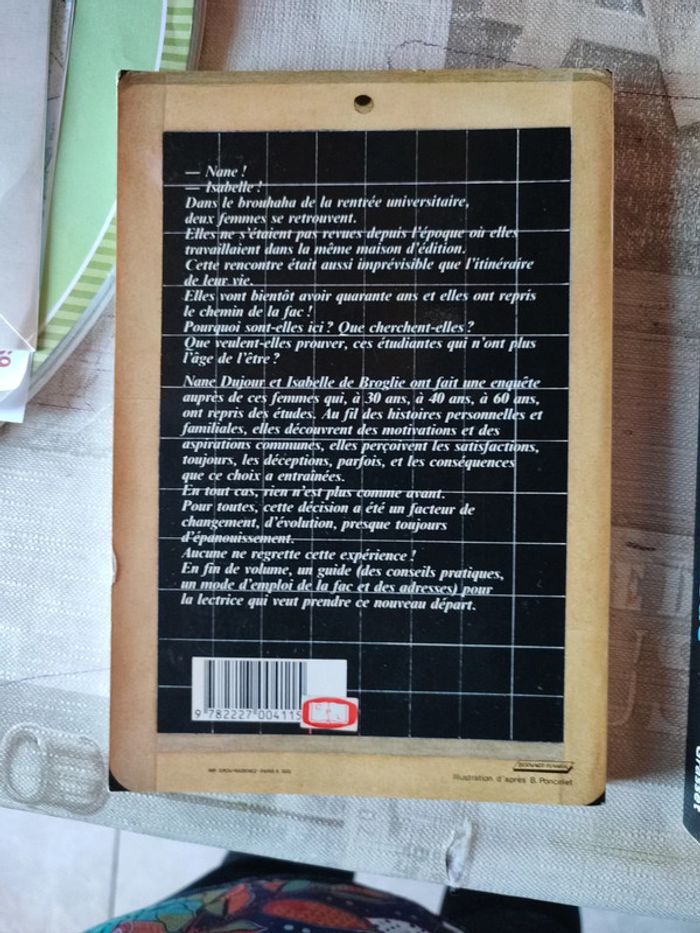 — Nane !
— Isabelle !
Dans le brouhaha de la rentrée universitaire,
deux femmes se retrouvent.
Elles ne s'étaient pas revues depuis l'époque où elles
travaillaient dans la même maison d'édition.
Cette rencontre était aussi imprévisible que l'itinéraire
de leur vie.
Elles vont bientôt avoir quarante ans et elles ont repris
le chemin de la fac !
Pourquoi sont-elles ici ? Que cherchent-elles ?
Que veulent-elles prouver, ces étudiantes qui n'ont plus
l'âge de l'être ?
Nane Dujour et Isabelle de Broglie ont fait une enquête
auprès de ces femmes qui, à 30 ans, à 40 ans, à 60 ans,
ont repris des études. Au fil des histoires personnelles et
familiales, elles découvrent des motivations et des
aspirations communes, elles perçoivent les satisfactions,
toujours, les déceptions, parfois, et les conséquences
que ce choix a entraînées.
En tout cas, rien n'est plus comme avant.
Pour toutes, cette décision a été un facteur de
changement, d'évolution, presque toujours
d'épanouissement.
Aucune ne regrette cette expérience !
En fin de volume, un guide (des conseils pratiques,
un mode d'emploi de la fac et des adresses) pour
la lectrice qui veut prendre ce nouveau départ.
9 782227 004115
Illustration d'après B. Poncelet